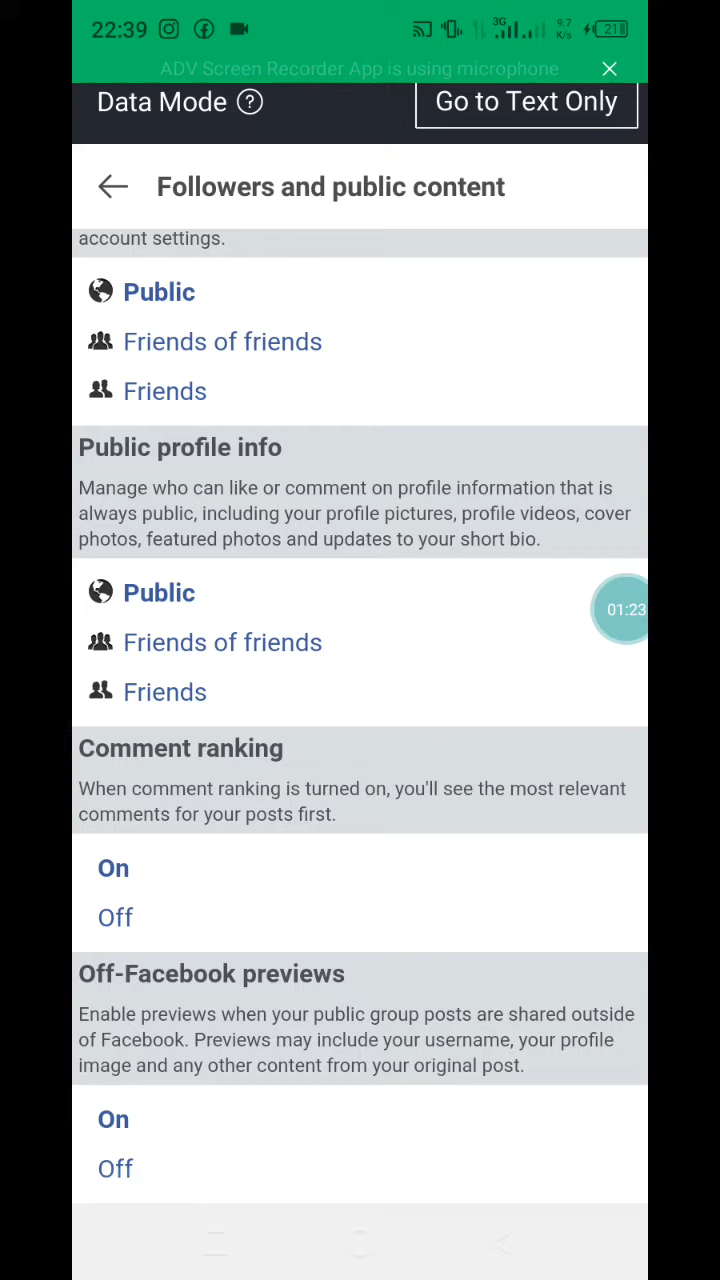 22:39 3G 9.7 K/s 21
ADV Screen Recorder App is using microphone
Data Mode ? Go to Text Only
Followers and public content
account settings.
Public
Friends of friends
Friends
Public profile info
Manage who can like or comment on profile information that is
always public, including your profile pictures, profile videos, cover
photos, featured photos and updates to your short bio.
Public
01:23
Friends of friends
Friends
Comment ranking
When comment ranking is turned on, you'll see the most relevant
comments for your posts first.
On
Off
Off-Facebook previews
Enable previews when your public group posts are shared outside
of Facebook. Previews may include your username, your profile
image and any other content from your original post.
On
Off